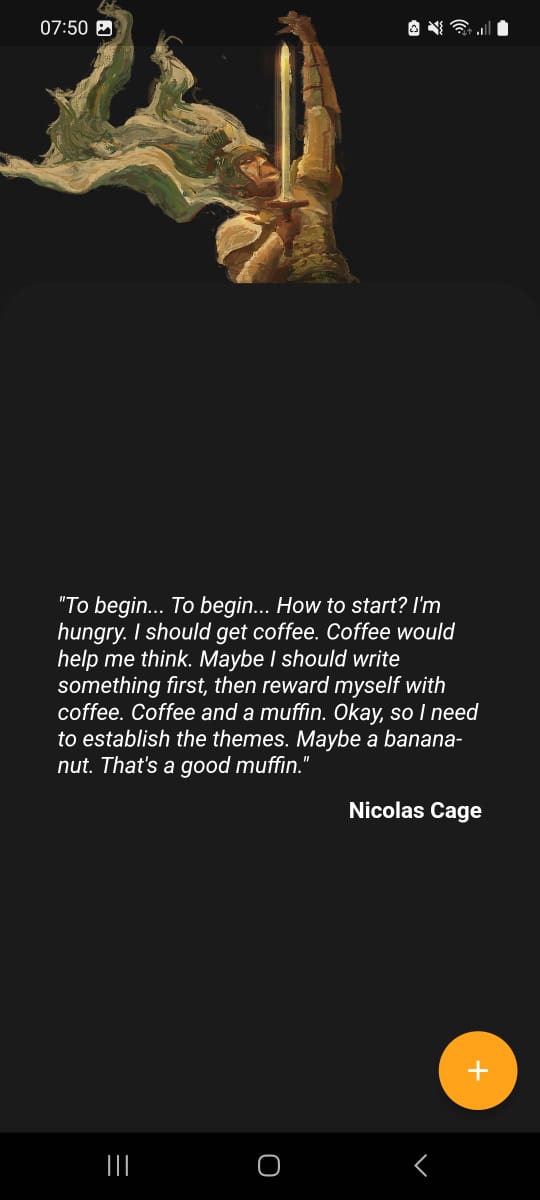 07:50
"To begin... To begin... How to start? I'm
hungry. I should get coffee. Coffee would
help me think. Maybe I should write
something first, then reward myself with
coffee. Coffee and a muffin. Okay, so I need
to establish the themes. Maybe a banana-
nut. That's a good muffin."
Nicolas Cage
+